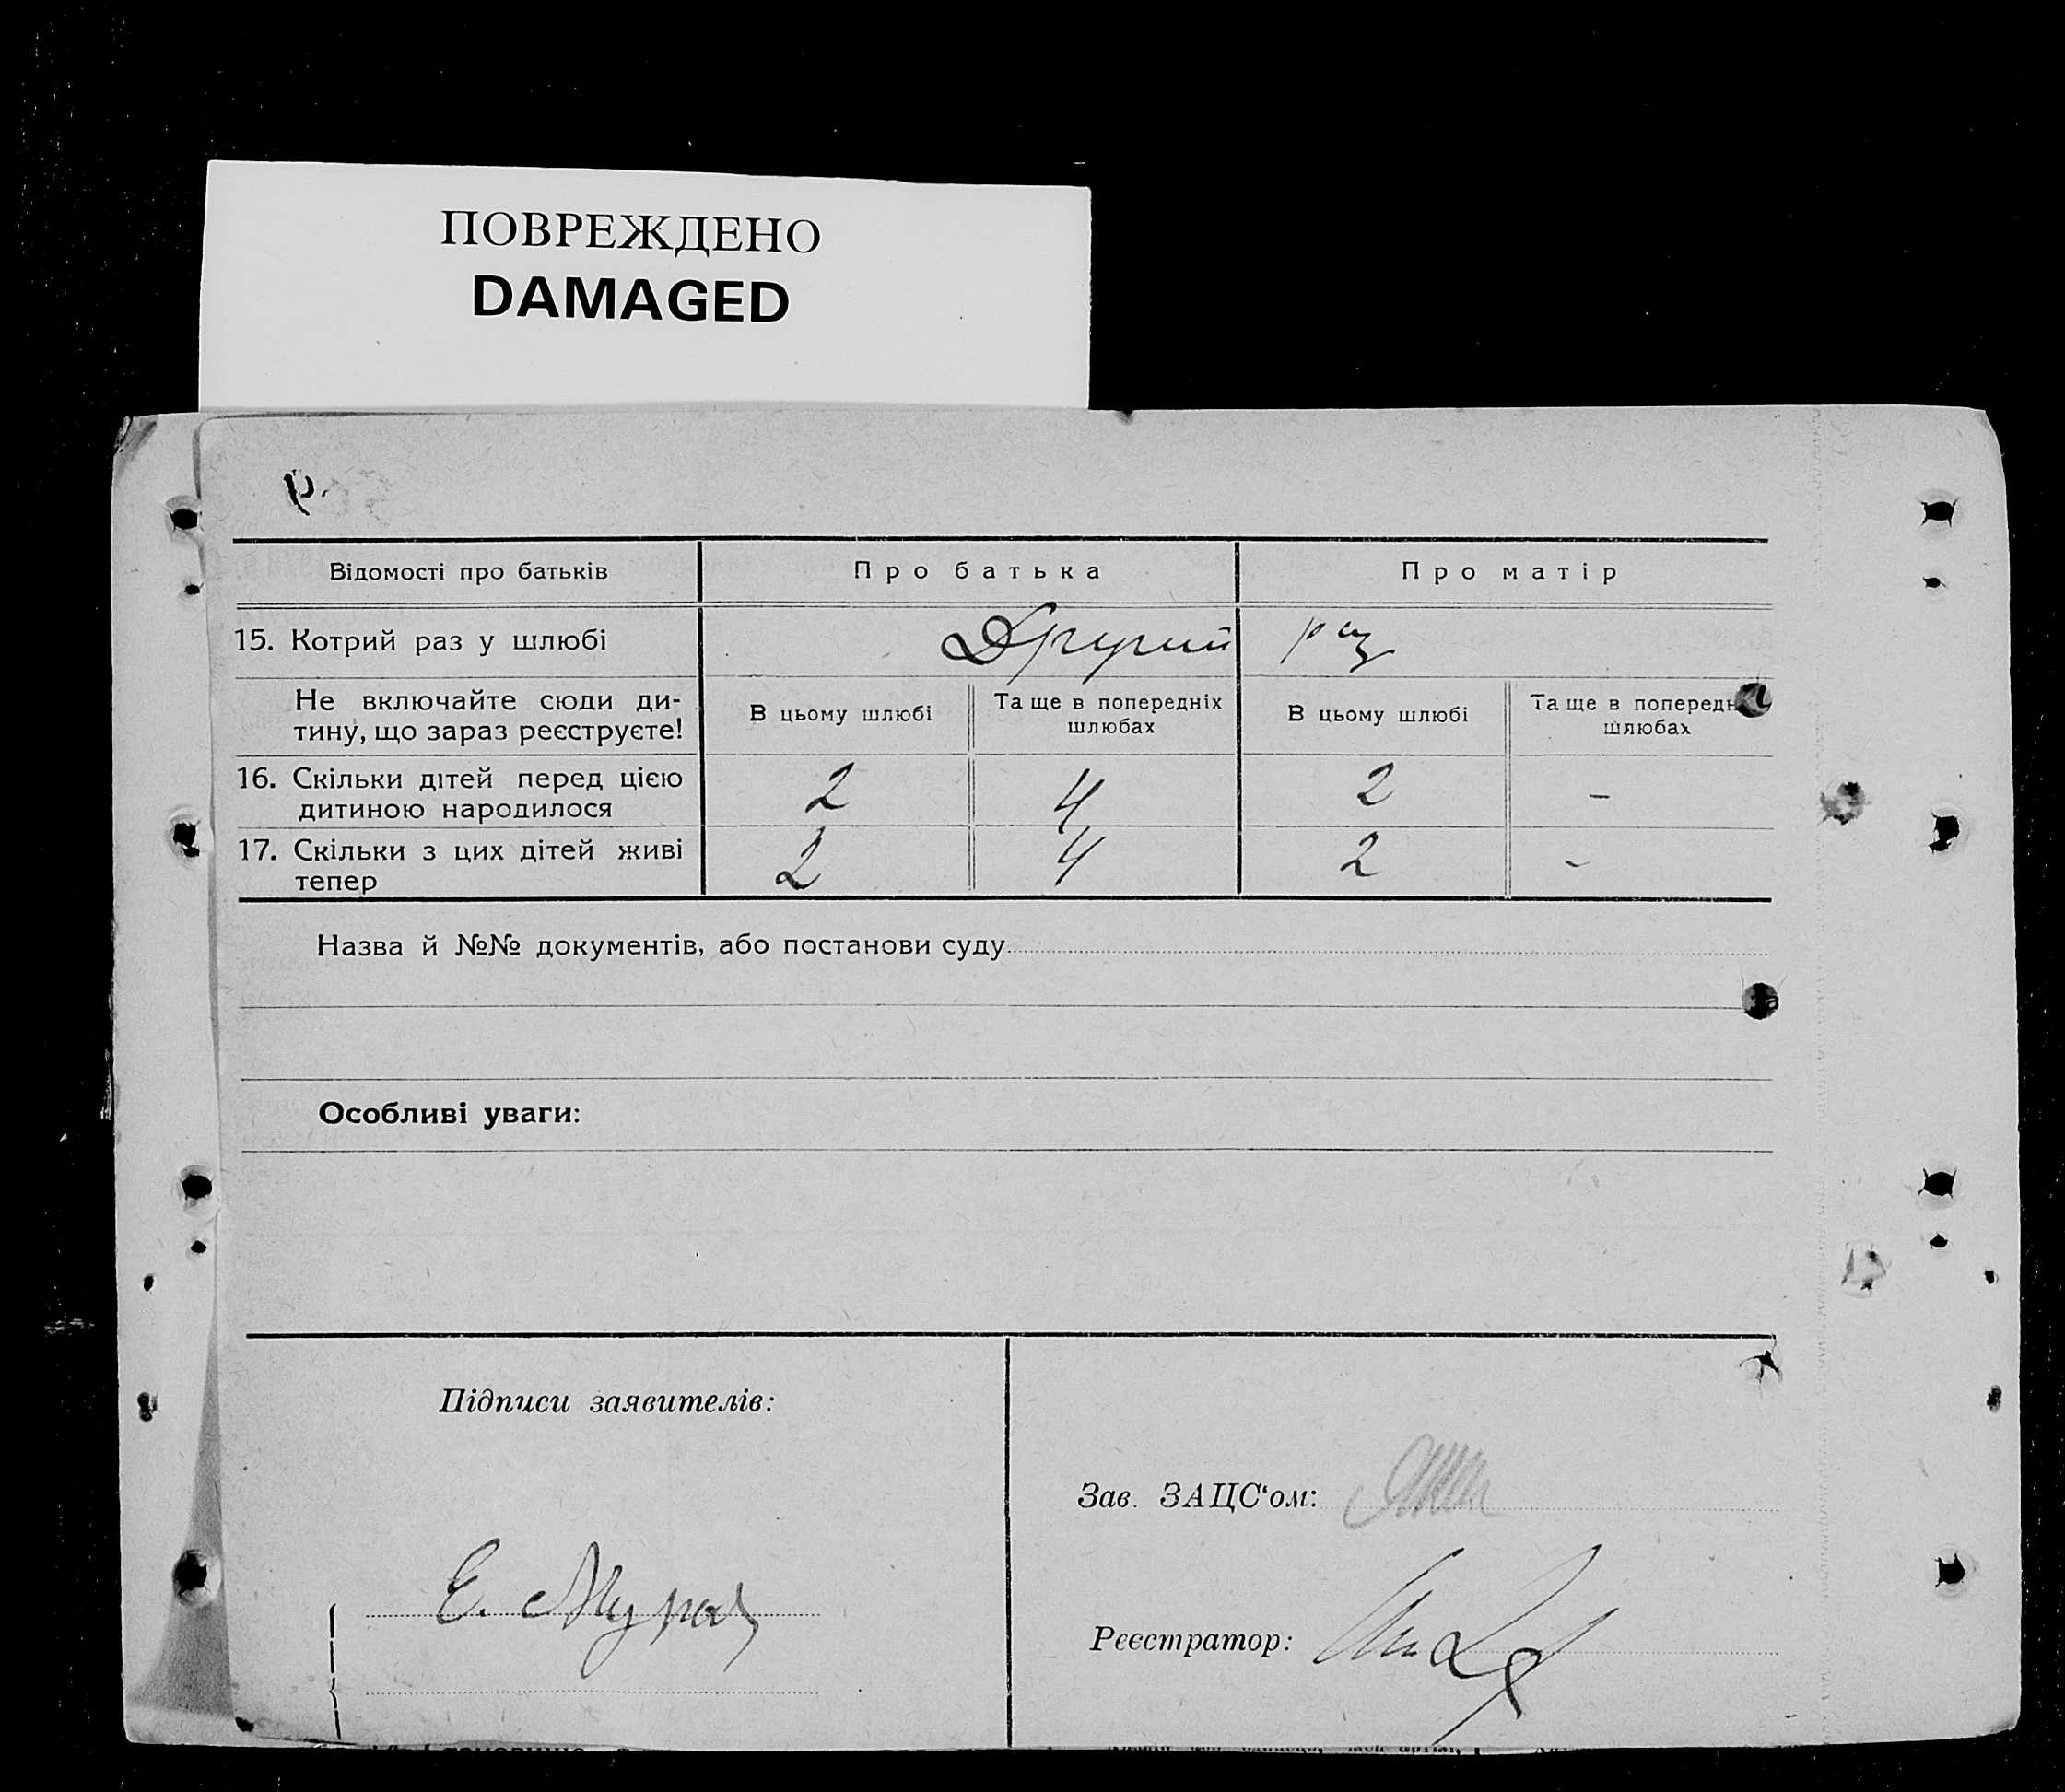 ПОВРЕЖДЕНО
DAMAGED
р.
Відомості про батьків Про батька Про матір
15. Котрий раз у шлюбі Другий раз
Не включайте сюди ди-
тину, що зараз реєструєте!
В цьому шлюбі Та ще в попередніх шлюбах В цьому шлюбі Та ще в попередн шлюбах
16. Скільки дітей перед цією
дитиною народилося 2 4 2 –
17. Скільки з цих дітей живі
тепер 2 4 2 –
Назва й №№ документів, або постанови суду
Особливі уваги:
Підписи заявителів:
Зав. ЗАЦС‘ом:
Е.
Реєстратор: